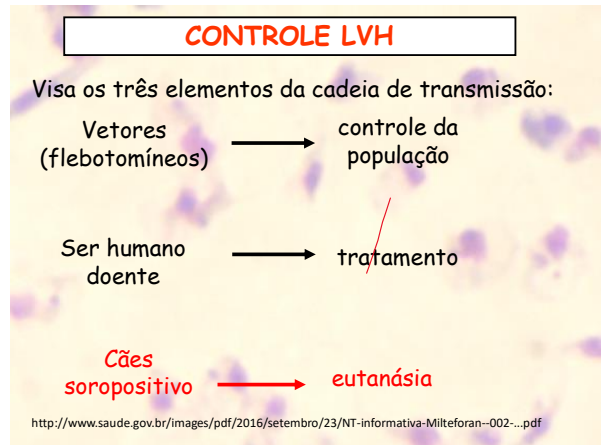 CONTROLE LVH
Visa os três elementos da cadeia de transmissão:
Vetores
(flebotomíneos)
controle da
população
Ser humano
doente
tratamento
Cães
soropositivo
eutanásia
http://www.saude.gov.br/images/pdf/2016/setembro/23/NT-informativa-Milteforan--002-...pdf